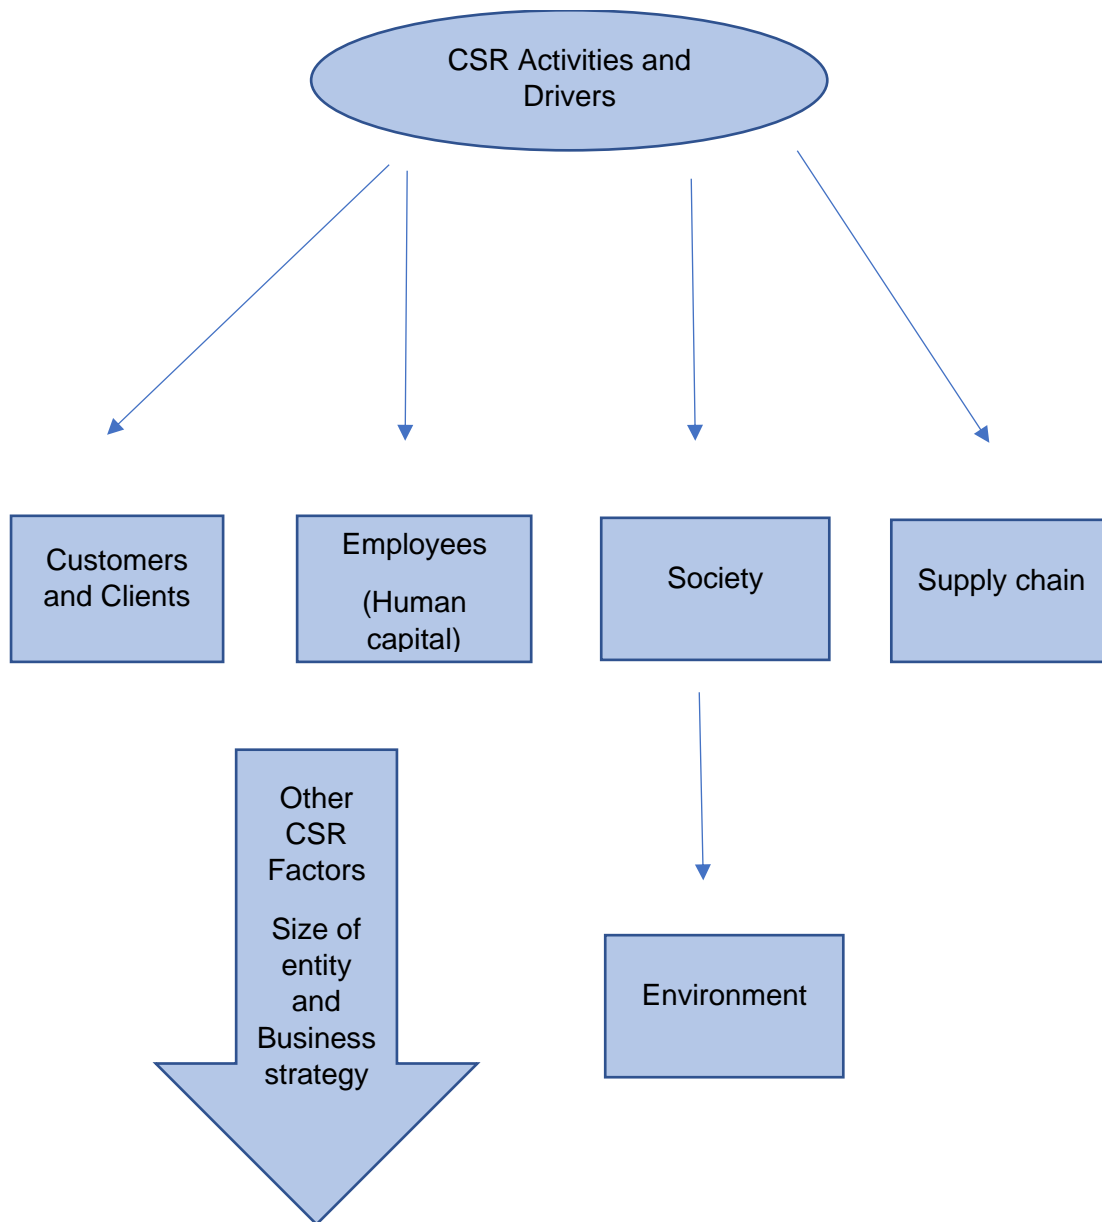 CSR Activities and
Drivers
Customers
and Clients
Employees
(Human
capital)
Society
Supply chain
Other
CSR
Factors
Size of
entity
and
Business
strategy
Environment